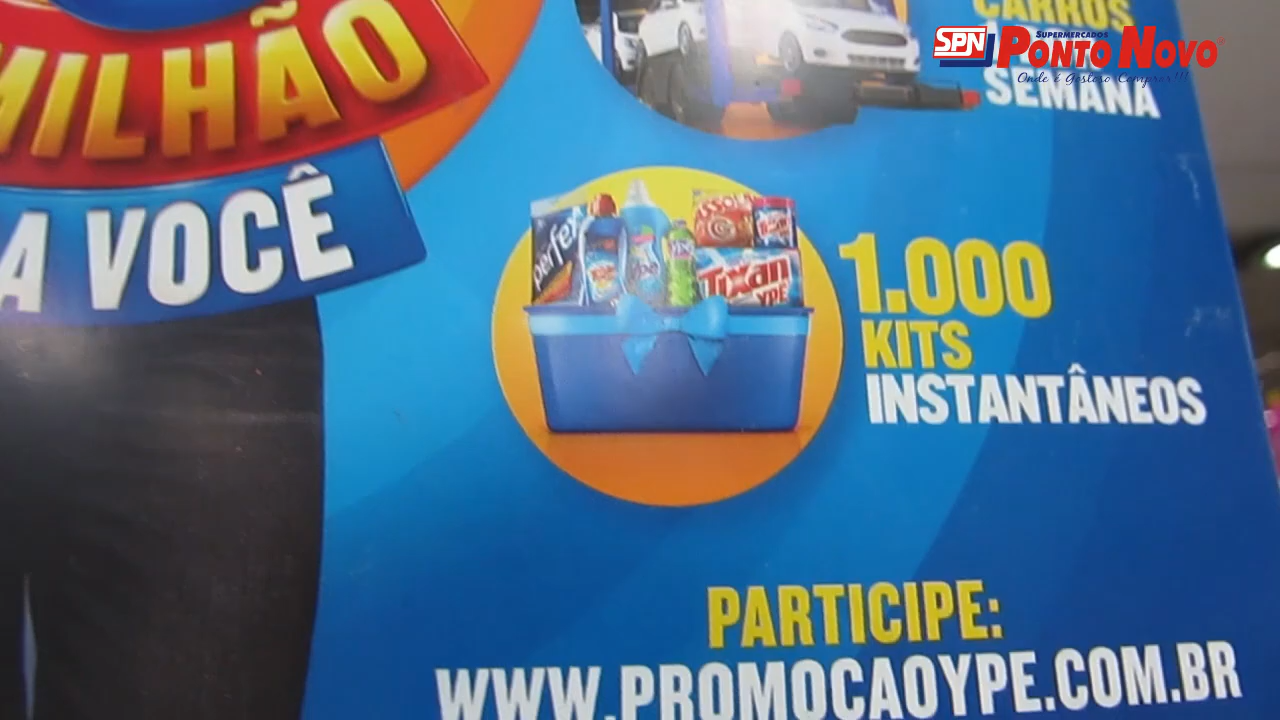 MILHÃO
A VOCÊ
CARROS
SEMANA
SPN SUPERMERCADOS
PONTO NOVO
Onde é Gostoso Comprar!!!
perfex
ASSOLAN
Tixan
YPÊ
1.000
KITS
INSTANTÂNEOS
PARTICIPE:
WWW.PROMOCAOYPE.COM.BR